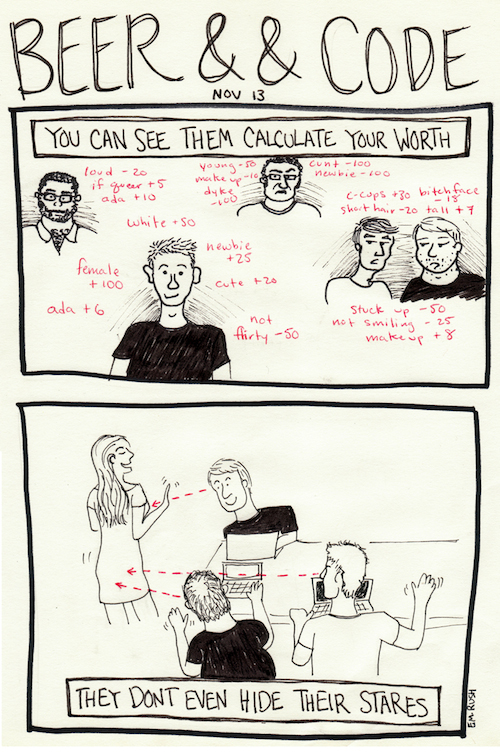 BEER && CODE
NOV 13
YOU CAN SEE THEM CALCULATE YOUR WORTH
loud - 20
if queer +5
ada +10
young -50
makeup -10
dyke
-100
cunt -100
newbie -100
c-cups +30
short hair -20
bitchface
-15
tall +7
white +50
female
+100
ada +6
newbie
+25
cute +20
not
flirty -50
stuck up -50
not smiling - 25
makeup +8
THEY DONT EVEN HIDE THEIR STARES
EM RUSH